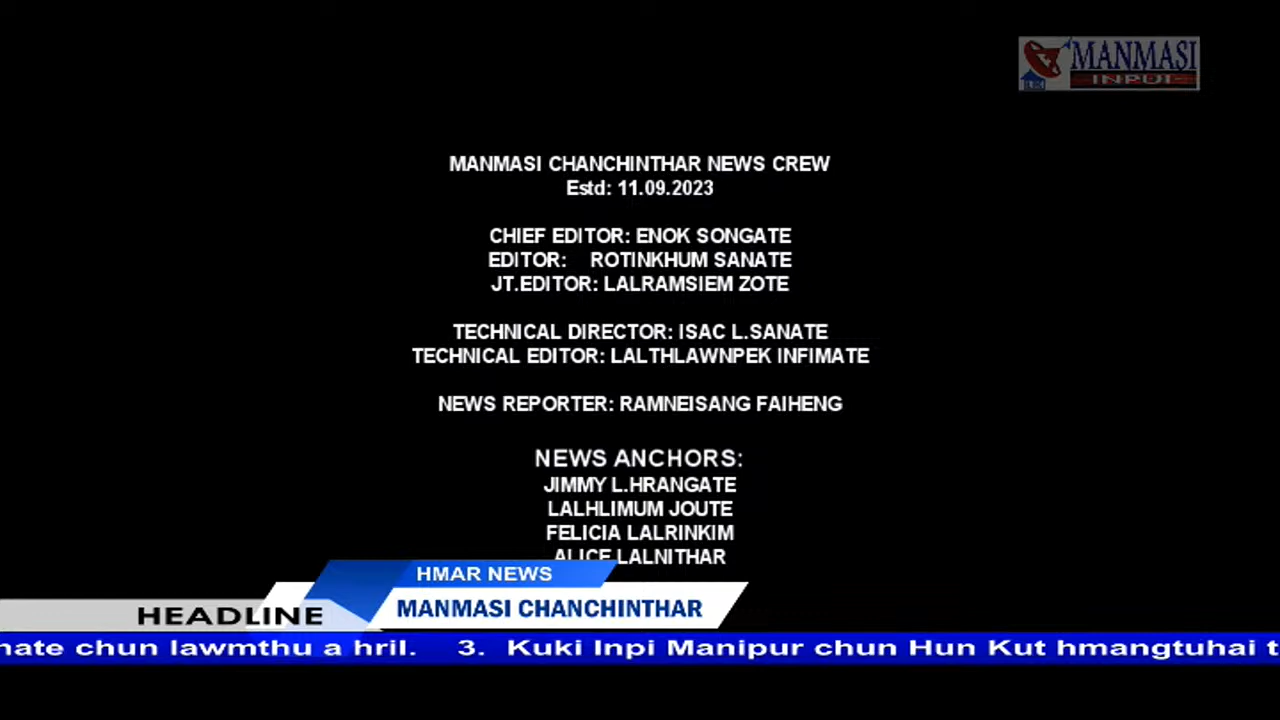 MANMASI
INPUI
MANMASI CHANCHINTHAR NEWS CREW
Estd: 11.09.2023
CHIEF EDITOR: ENOK SONGATE
EDITOR: ROTINKHUM SANATE
JT.EDITOR: LALRAMSIEM ZOTE
TECHNICAL DIRECTOR: ISAC L.SANATE
TECHNICAL EDITOR: LALTHLAWNPEK INFIMATE
NEWS REPORTER: RAMNEISANG FAIHENG
NEWS ANCHORS:
JIMMY L.HRANGATE
LALHLIMUM JOUTE
FELICIA LALRINKIM
ALICE LALNITHAR
HMAR NEWS
MANMASI CHANCHINTHAR
HEADLINE
nate chun lawmthu a hril. 3. Kuki Inpi Manipur chun Hun Kut hmangtuhai t